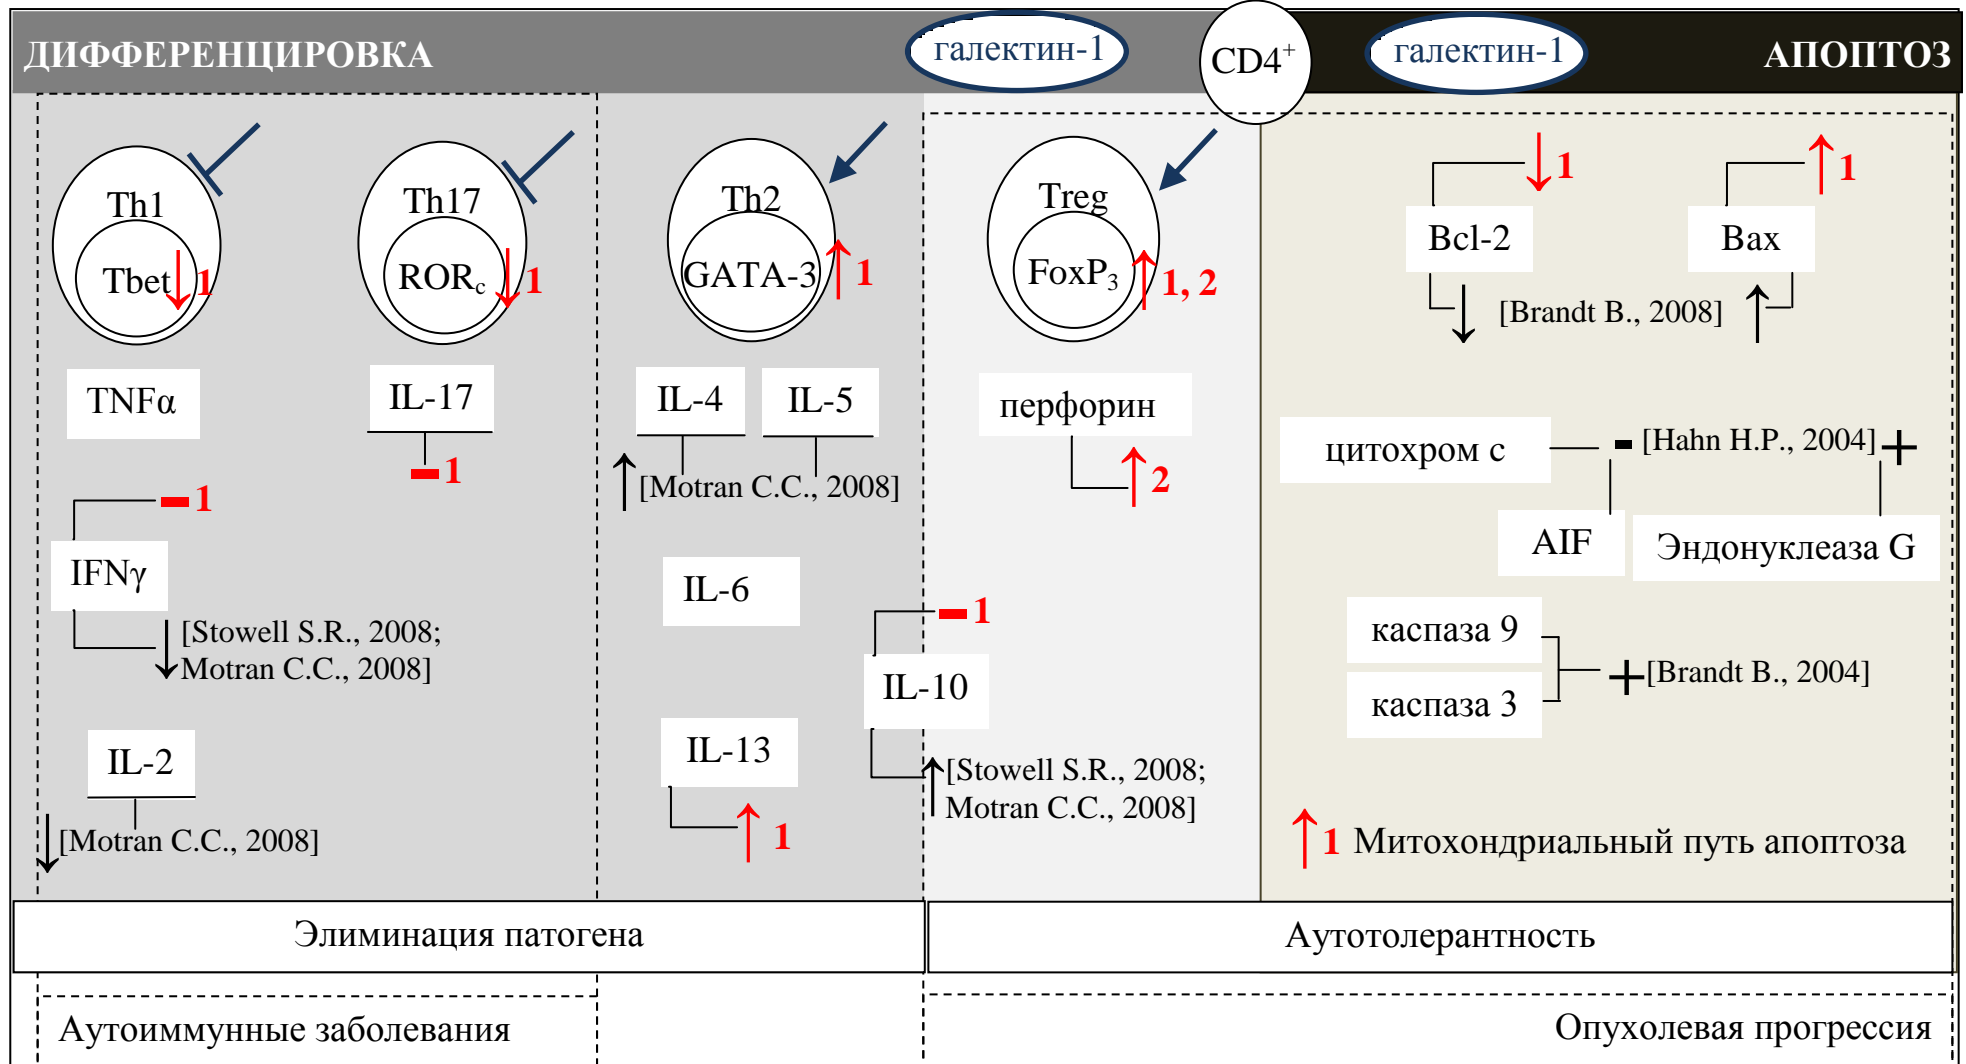 ДИФФЕРЕНЦИРОВКА
галектин-1
CD4⁺
галектин-1
АПОПТОЗ
Th1
Tbet
1
Th17
RORc
1
Th2
GATA-3
1
Treg
FoxP3
1, 2
1
Bcl-2
1
Bax
[Brandt B., 2008]
TNFα
IL-17
1
IL-4
IL-5
[Motran C.C., 2008]
перфорин
2
цитохром c
- [Hahn H.P., 2004] +
AIF
Эндонуклеаза G
- 1
IFNγ
[Stowell S.R., 2008;
Motran C.C., 2008]
IL-6
- 1
IL-10
[Stowell S.R., 2008;
Motran C.C., 2008]
каспаза 9
каспаза 3
+ [Brandt B., 2004]
IL-2
[Motran C.C., 2008]
IL-13
1
↑ 1 Митохондриальный путь апоптоза
Элиминация патогена
Аутотолерантность
Аутоиммунные заболевания
Опухолевая прогрессия